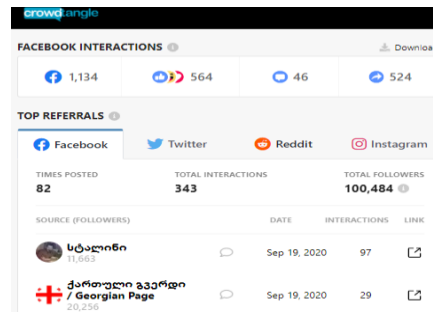 crowdtangle
FACEBOOK INTERACTIONS
Downloa
1,134
564
46
524
TOP REFERRALS
Facebook
Twitter
Reddit
Instagram
TIMES POSTED
TOTAL INTERACTIONS
TOTAL FOLLOWERS
82
343
100,484
SOURCE (FOLLOWERS)
DATE
INTERACTIONS
LINK
სტალინი
11,663
Sep 19, 2020
97
ქართული გვერდი
/ Georgian
Page
20,256
Sep 19, 2020
29